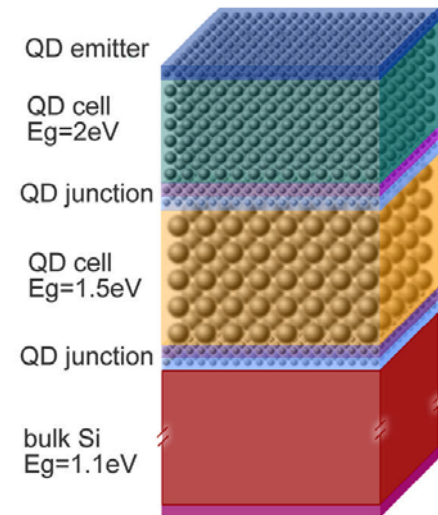 QD emitter
QD cell
Eg=2eV
QD junction
QD cell
Eg=1.5eV
QD junction
bulk Si
Eg=1.1eV